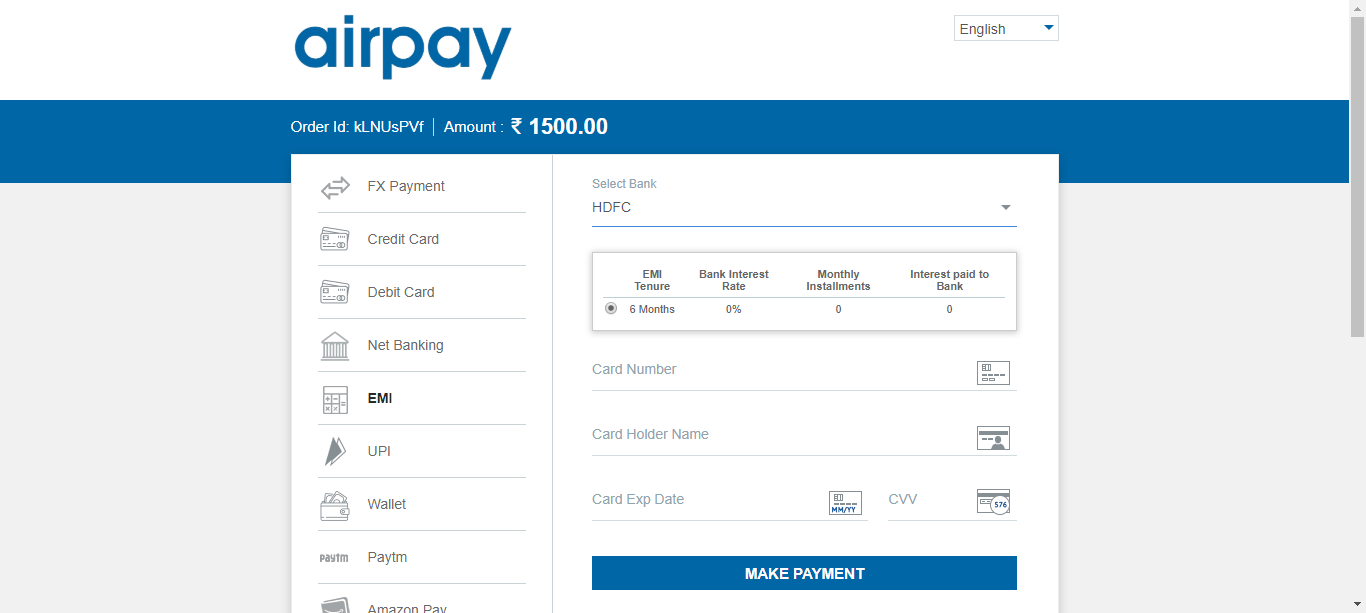 airpay
English
Order Id: kLNUsPVf Amount : ₹ 1500.00
FX Payment
Credit Card
Debit Card
Net Banking
EMI
UPI
Wallet
paytm Paytm
Amazon Pay
Select Bank
HDFC
EMI Tenure Bank Interest Rate Monthly Installments Interest paid to Bank
6 Months 0% 0 0
Card Number
Card Holder Name
Card Exp Date MM/YY CVV 576
MAKE PAYMENT